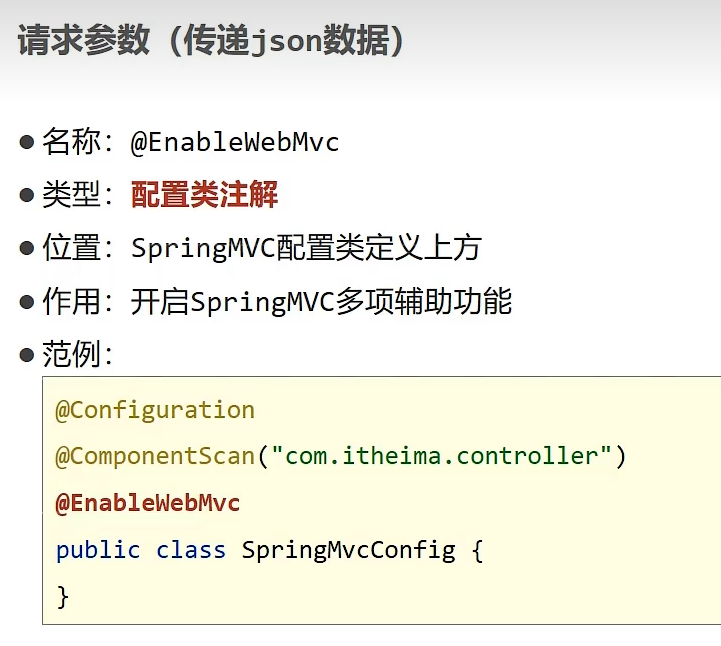 请求参数（传递json数据）
●名称：@EnableWebMvc
●类型：配置类注解
●位置：SpringMVC配置类定义上方
●作用：开启SpringMVC多项辅助功能
●范例：
@Configuration
@ComponentScan("com.itheima.controller")
@EnableWebMvc
public class SpringMvcConfig {
}